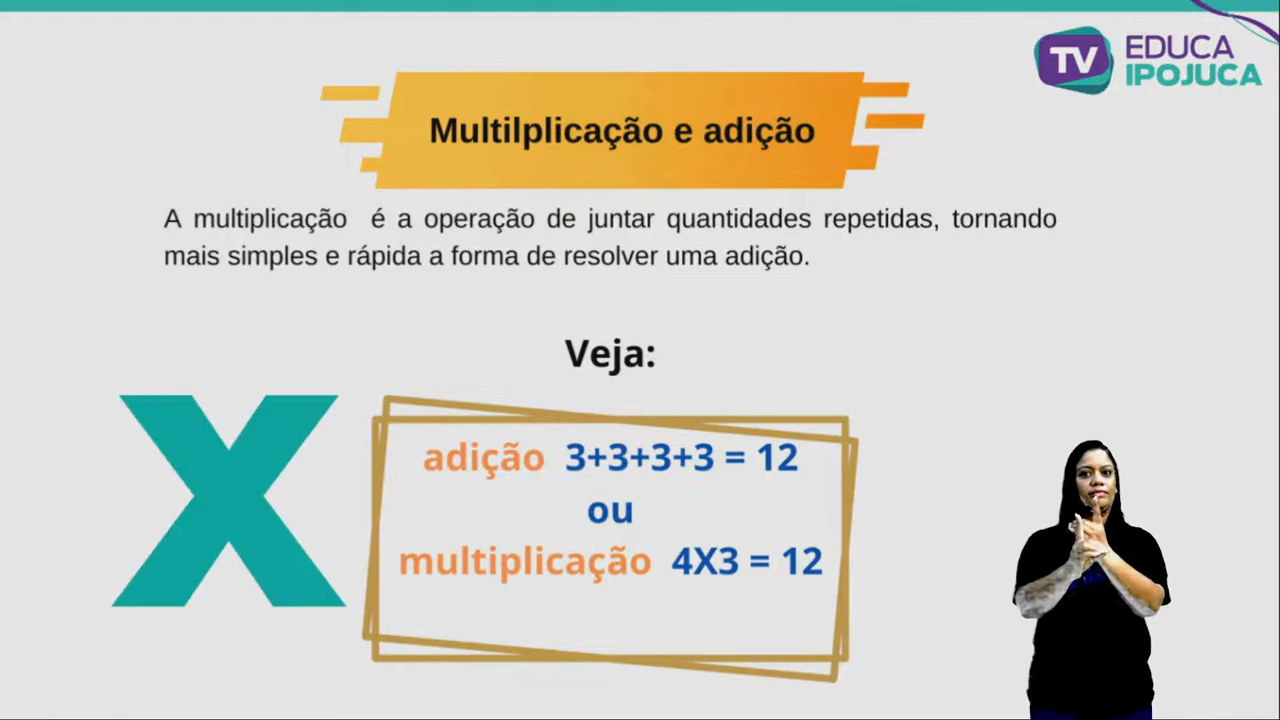 TV EDUCA
IPOJUCA
Multilplicação e adição
A multiplicação é a operação de juntar quantidades repetidas, tornando
mais simples e rápida a forma de resolver uma adição.
Veja:
X
adição 3+3+3+3 = 12
ou
multiplicação 4X3 = 12